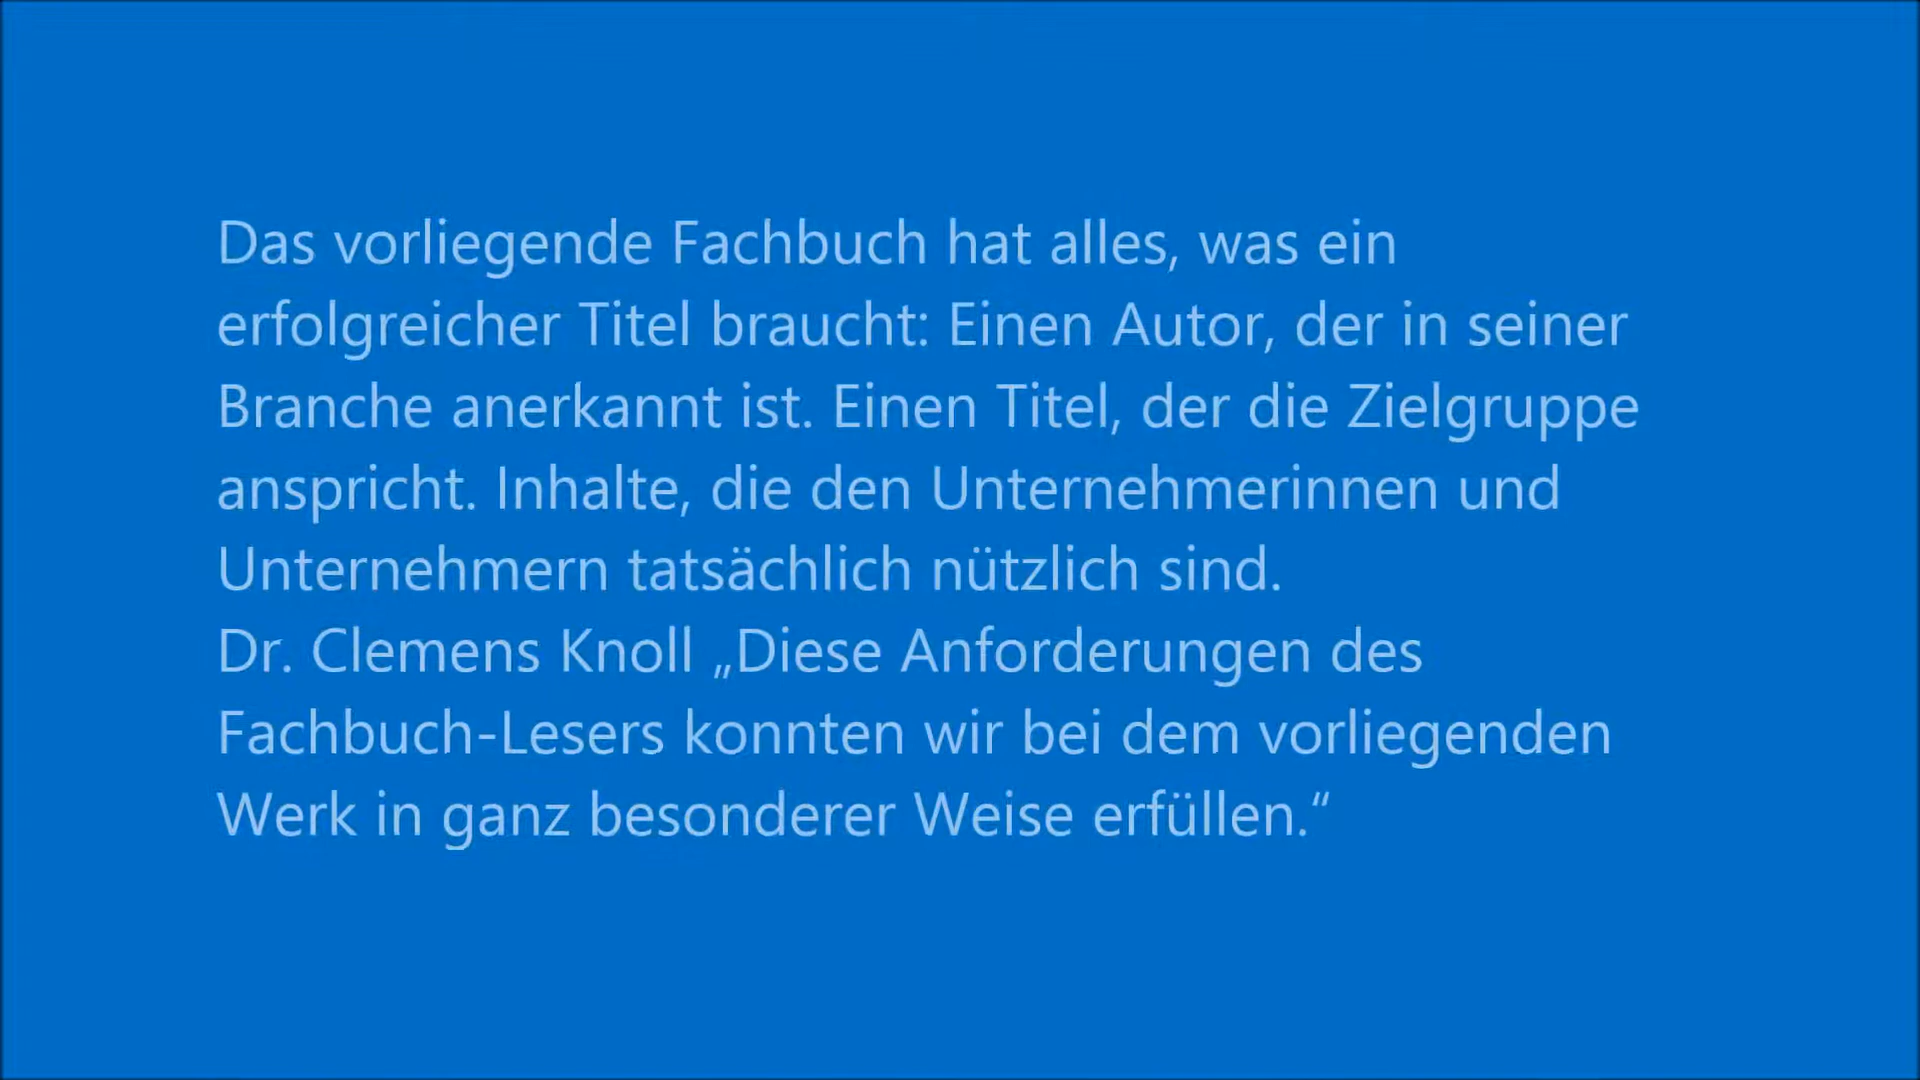 Das vorliegende Fachbuch hat alles, was ein
erfolgreicher Titel braucht: Einen Autor, der in seiner
Branche anerkannt ist. Einen Titel, der die Zielgruppe
anspricht. Inhalte, die den Unternehmerinnen und
Unternehmern tatsächlich nützlich sind.
Dr. Clemens Knoll „Diese Anforderungen des
Fachbuch-Lesers konnten wir bei dem vorliegenden
Werk in ganz besonderer Weise erfüllen.“